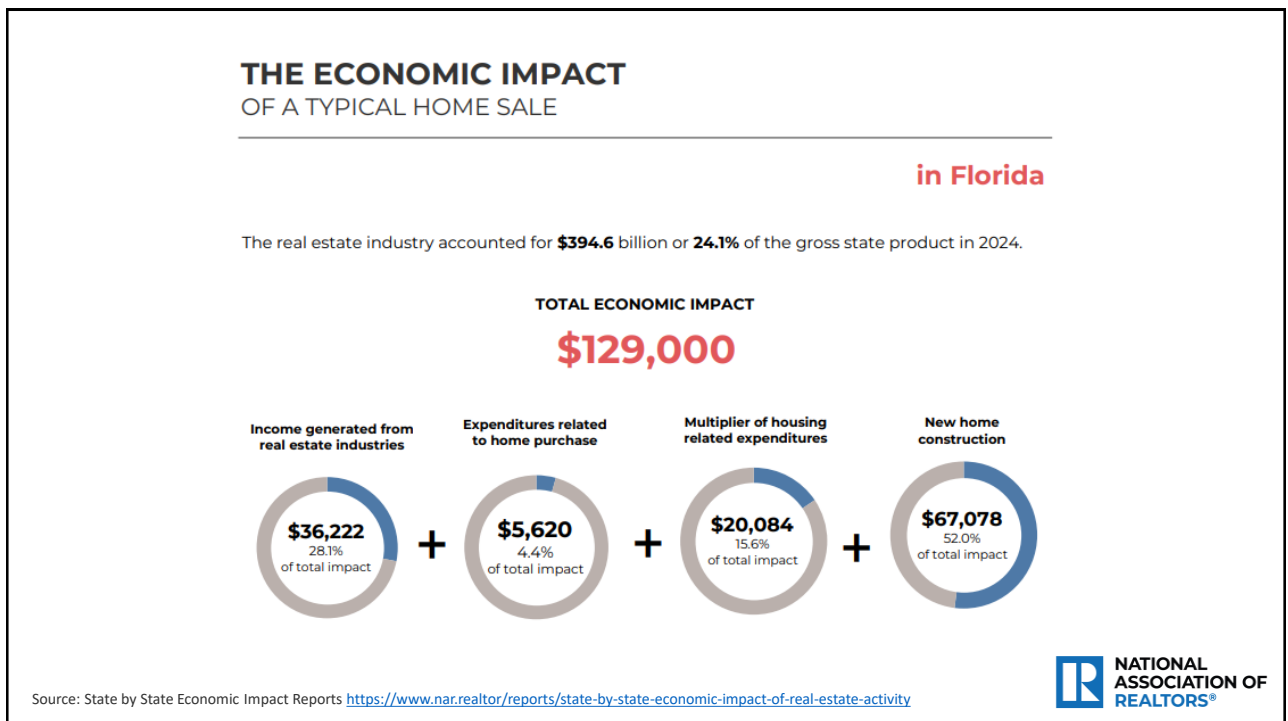 THE ECONOMIC IMPACT
OF A TYPICAL HOME SALE
in Florida
The real estate industry accounted for $394.6 billion or 24.1% of the gross state product in 2024.
TOTAL ECONOMIC IMPACT
$129,000
Income generated from
real estate industries
$36,222
28.1%
of total impact
+
Expenditures related
to home purchase
$5,620
4.4%
of total impact
+
Multiplier of housing
related expenditures
$20,084
15.6%
of total impact
+
New home
construction
$67,078
52.0%
of total impact
Source: State by State Economic Impact Reports https://www.nar.realtor/reports/state-by-state-economic-impact-of-real-estate-activity
R
NATIONAL
ASSOCIATION OF
REALTORS®